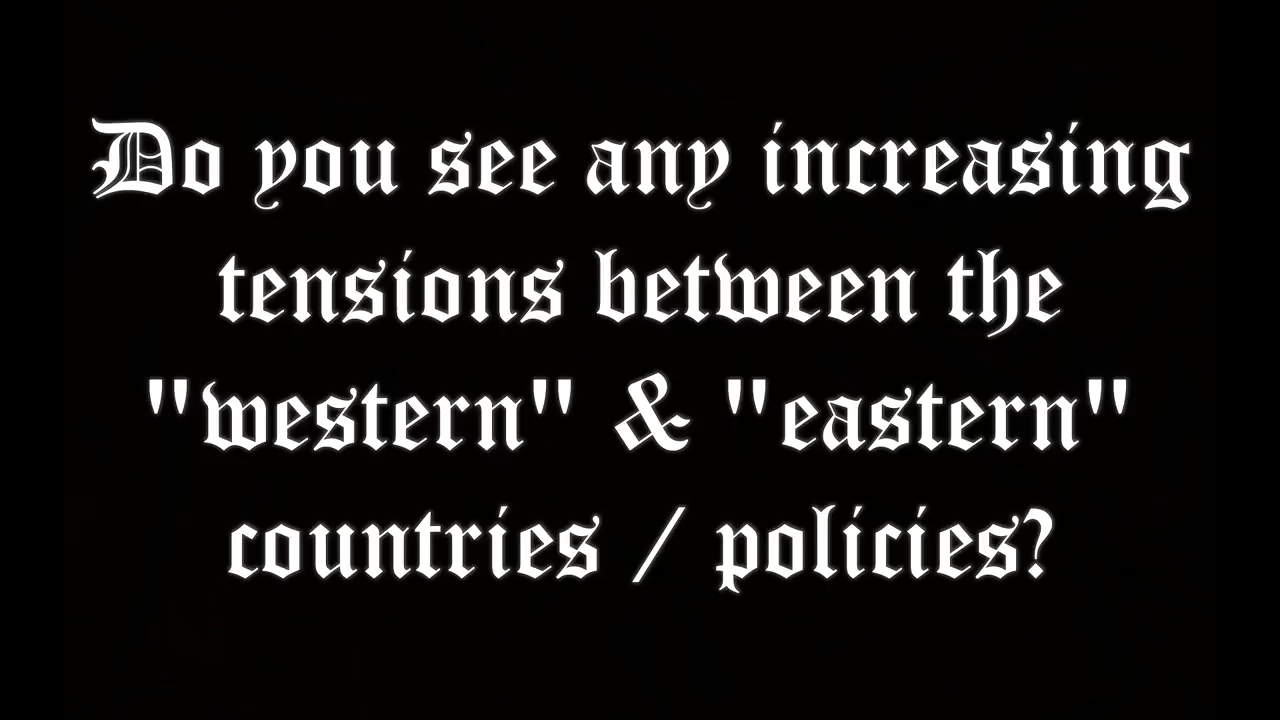 Do you see any increasing
tensions between the
"western" & "eastern"
countries / policies?